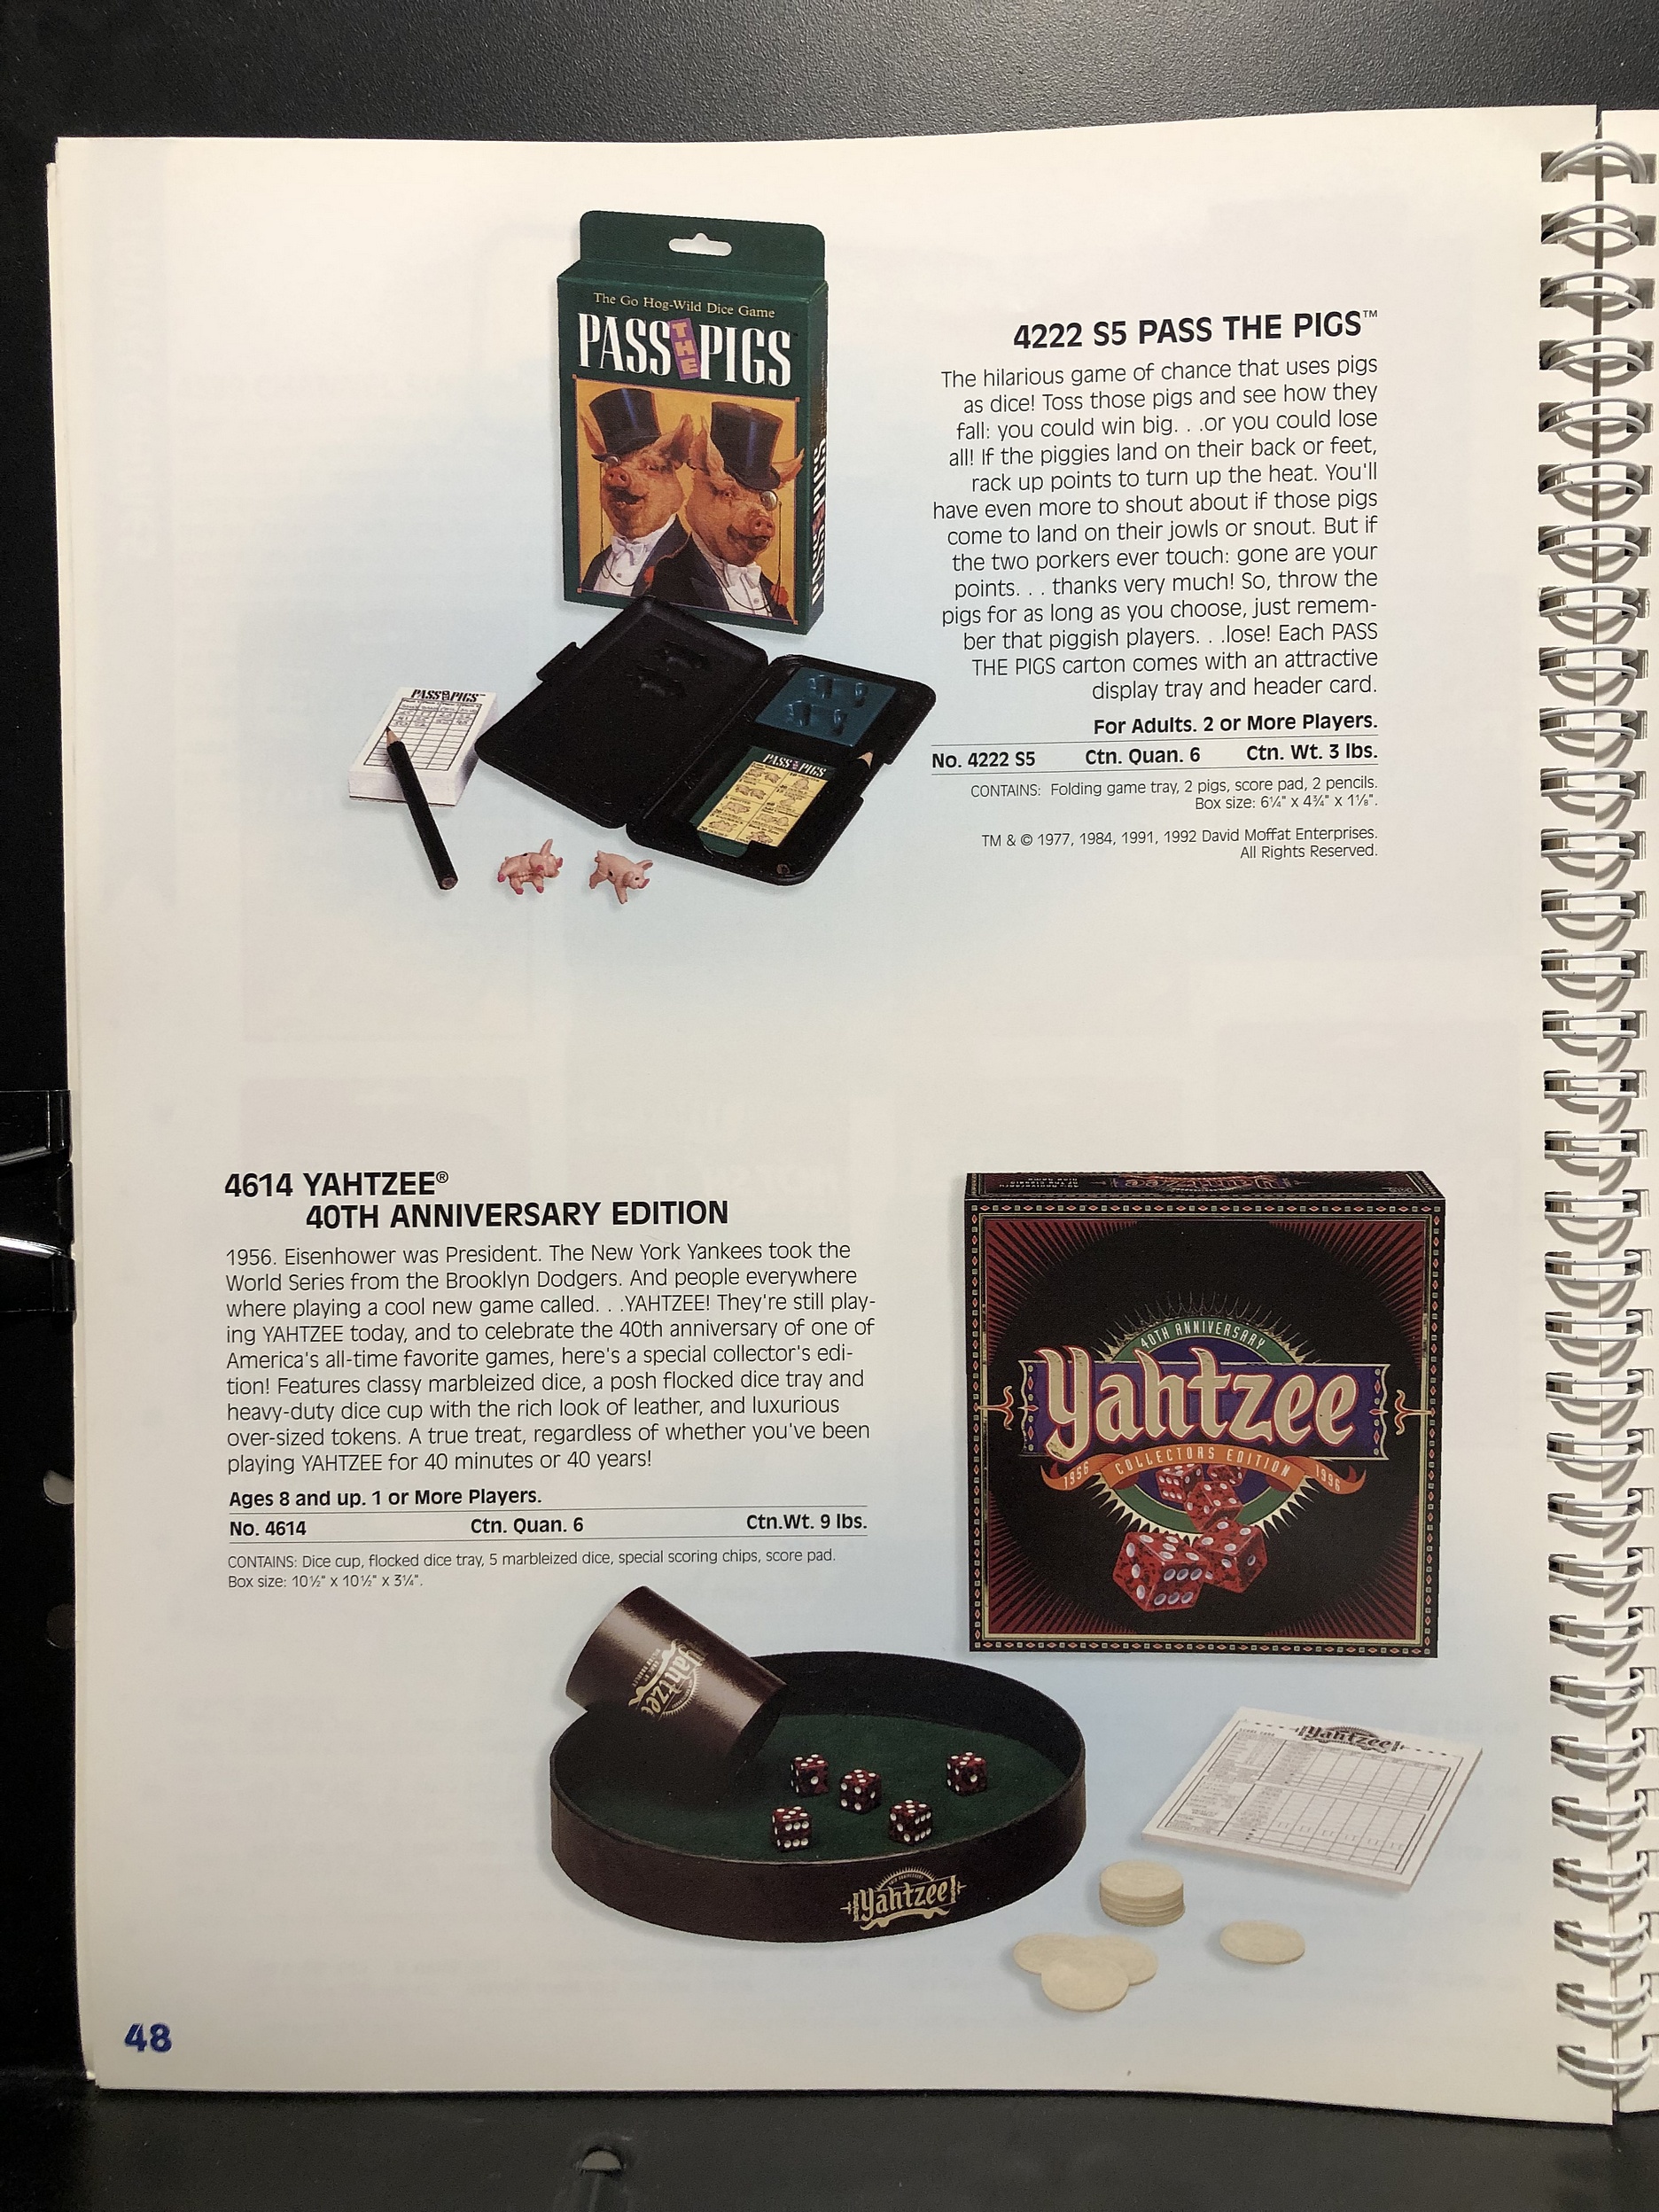 The Go Hog-Wild Dice Game
PASS THE PIGS
PASS THE PIGS
PASS THE PIGS™
PASS THE PIGS
4222 S5 PASS THE PIGS™
The hilarious game of chance that uses pigs
as dice! Toss those pigs and see how they
fall: you could win big. . .or you could lose
all! If the piggies land on their back or feet,
rack up points to turn up the heat. You'll
have even more to shout about if those pigs
come to land on their jowls or snout. But if
the two porkers ever touch: gone are your
points. . . thanks very much! So, throw the
pigs for as long as you choose, just remem-
ber that piggish players. . .lose! Each PASS
THE PIGS carton comes with an attractive
display tray and header card.
For Adults. 2 or More Players.
No. 4222 S5 Ctn. Quan. 6 Ctn. Wt. 3 lbs.
CONTAINS: Folding game tray, 2 pigs, score pad, 2 pencils.
Box size: 6¼" x 4¾" x 1⅛".
TM & © 1977, 1984, 1991, 1992 David Moffat Enterprises.
All Rights Reserved.
4614 YAHTZEE®
40TH ANNIVERSARY EDITION
1956. Eisenhower was President. The New York Yankees took the
World Series from the Brooklyn Dodgers. And people everywhere
where playing a cool new game called. . .YAHTZEE! They're still play-
ing YAHTZEE today, and to celebrate the 40th anniversary of one of
America's all-time favorite games, here's a special collector's edi-
tion! Features classy marbleized dice, a posh flocked dice tray and
heavy-duty dice cup with the rich look of leather, and luxurious
over-sized tokens. A true treat, regardless of whether you've been
playing YAHTZEE for 40 minutes or 40 years!
Ages 8 and up. 1 or More Players.
No. 4614 Ctn. Quan. 6 Ctn.Wt. 9 lbs.
CONTAINS: Dice cup, flocked dice tray, 5 marbleized dice, special scoring chips, score pad.
Box size: 10½" x 10½" x 3¼".
Yahtzee
40TH ANNIVERSARY
Yahtzee
1956 COLLECTORS EDITION 1996
Yahtzee
Yahtzee
Yahtzee
48